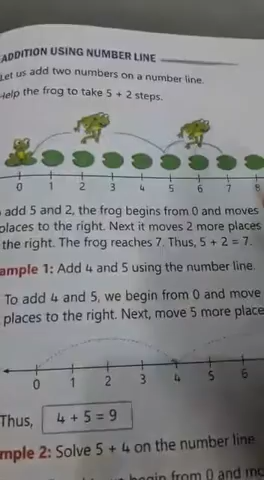 ADDITION USING NUMBER LINE
Let us add two numbers on a number line.
Help the frog to take 5 + 2 steps.
0 1 2 3 4 5 6 7 8
add 5 and 2, the frog begins from 0 and moves
places to the right. Next it moves 2 more places
the right. The frog reaches 7. Thus, 5 + 2 = 7.
ample 1: Add 4 and 5 using the number line.
To add 4 and 5, we begin from 0 and move
places to the right. Next, move 5 more place
0 1 2 3 4 5 6
Thus, 4 + 5 = 9
mple 2: Solve 5 + 4 on the number line
begin from 0 and mo